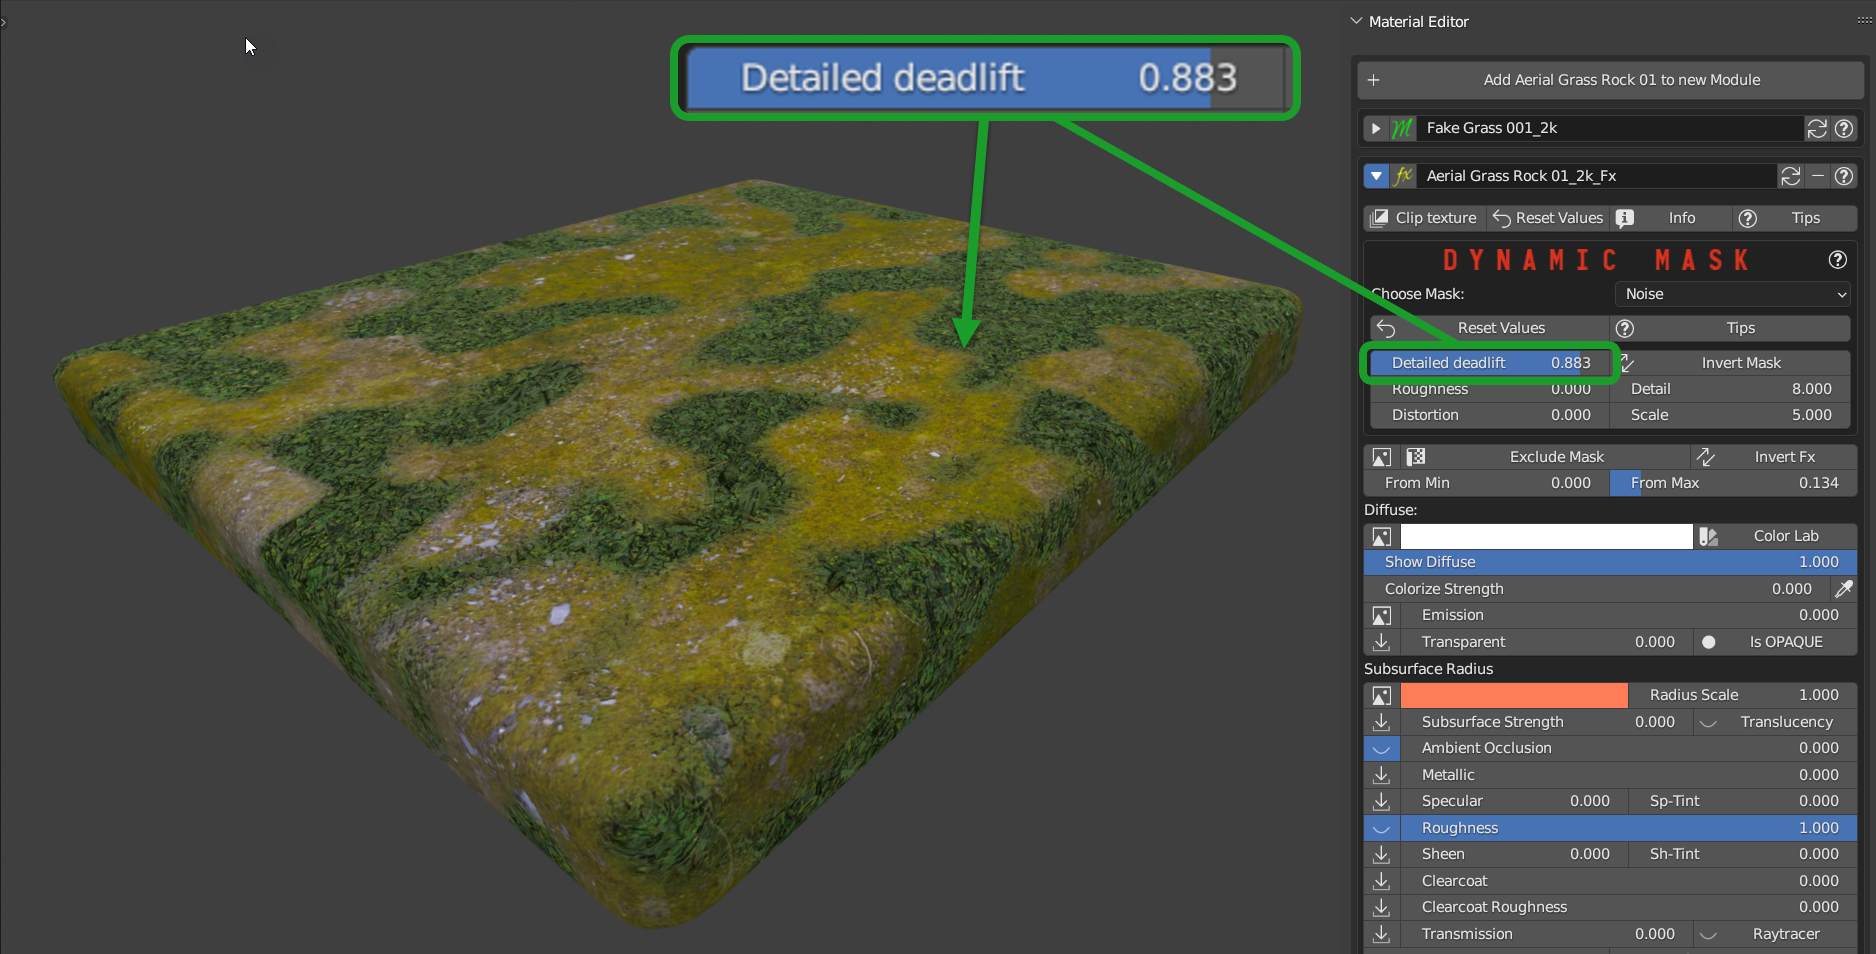 Detailed deadlift 0.883
Material Editor
Add Aerial Grass Rock 01 to new Module
Fake Grass 001_2k
fx Aerial Grass Rock 01_2k_Fx
Clip texture Reset Values Info Tips
DYNAMIC MASK
Choose Mask: Noise
Reset Values Tips
Detailed deadlift 0.883 Invert Mask
Roughness 0.000 Detail 8.000
Distortion 0.000 Scale 5.000
Exclude Mask Invert Fx
From Min 0.000 From Max 0.134
Diffuse:
Color Lab
Show Diffuse 1.000
Colorize Strength 0.000
Emission 0.000
Transparent 0.000 Is OPAQUE
Subsurface Radius
Radius Scale 1.000
Subsurface Strength 0.000 Translucency
Ambient Occlusion 0.000
Metallic 0.000
Specular 0.000 Sp-Tint 0.000
Roughness 1.000
Sheen 0.000 Sh-Tint 0.000
Clearcoat 0.000
Clearcoat Roughness 0.000
Transmission 0.000 Raytracer